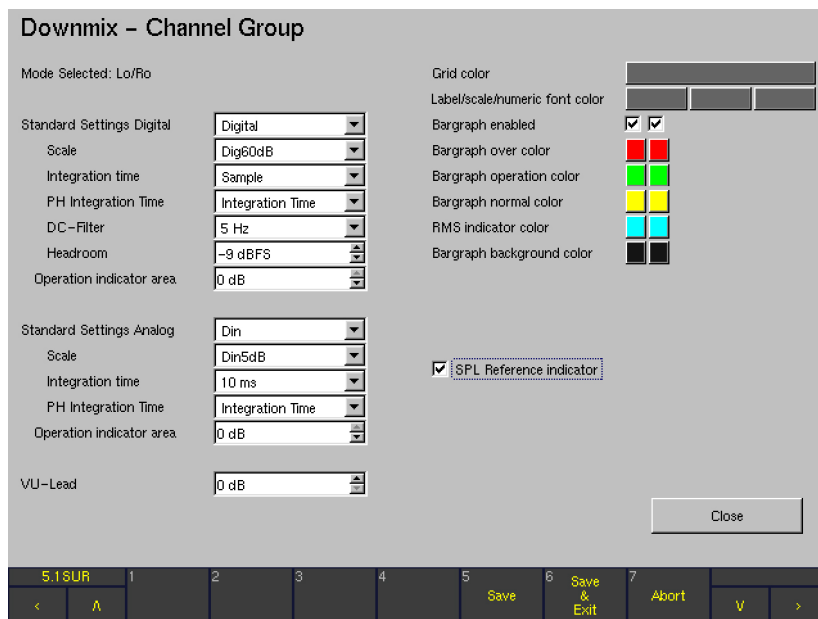 Downmix – Channel Group
Mode Selected: Lo/Ro
Standard Settings Digital Digital
Scale Dig60dB
Integration time Sample
PH Integration Time Integration Time
DC–Filter 5 Hz
Headroom –9 dBFS
Operation indicator area 0 dB
Standard Settings Analog Din
Scale Din5dB
Integration time 10 ms
PH Integration Time Integration Time
Operation indicator area 0 dB
VU–Lead 0 dB
Grid color
Label/scale/numeric font color
Bargraph enabled
Bargraph over color
Bargraph operation color
Bargraph normal color
RMS indicator color
Bargraph background color
SPL Reference indicator
Close
5.1SUR 1 2 3 4 5 6 7
< Λ Save Save & Exit Abort V >